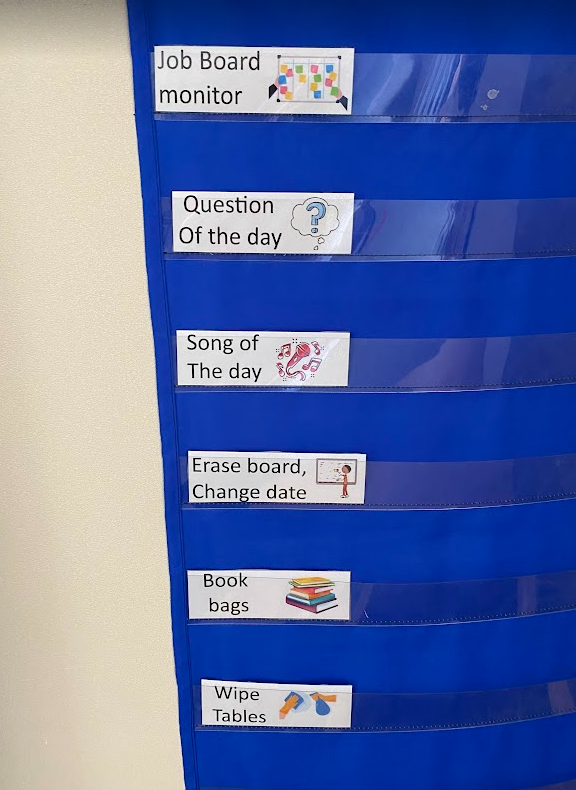 Job Board
monitor
Question
Of the day
Song of
The day
Erase board,
Change date
Book
bags
Wipe
Tables